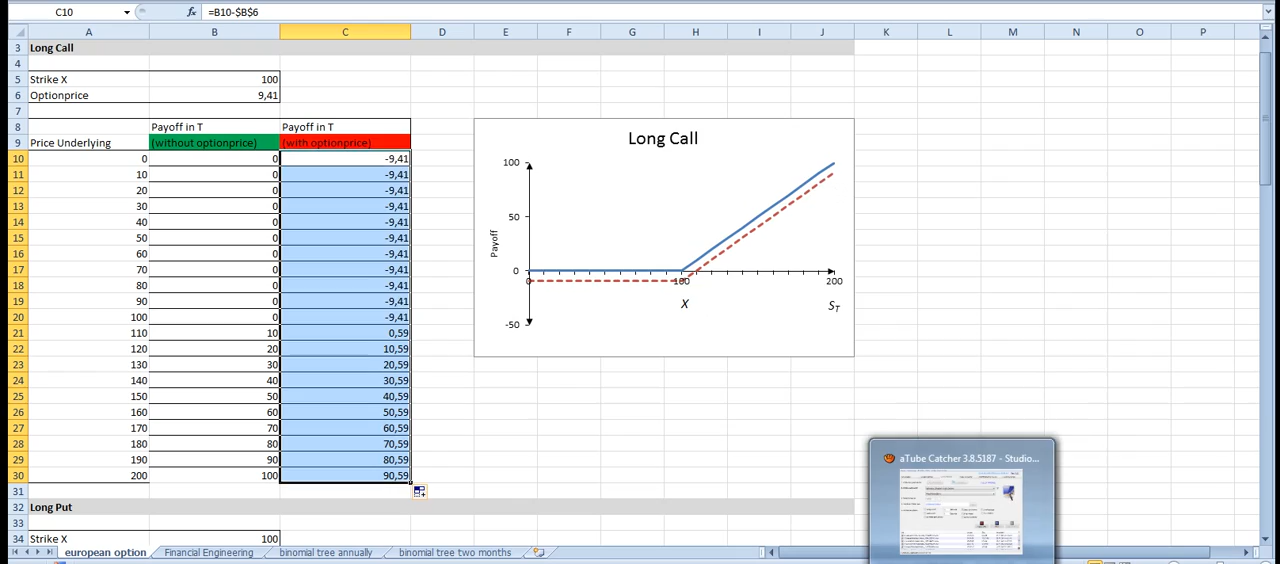 C10 fx =B10-$B$6
A B C D E F G H I J K L M N O P
3 Long Call
4
5 Strike X 100
6 Optionprice 9,41
7
8 Payoff in T Payoff in T
9 Price Underlying (without optionprice) (with optionprice)
10 0 0 -9,41
11 10 0 -9,41
12 20 0 -9,41
13 30 0 -9,41
14 40 0 -9,41
15 50 0 -9,41
16 60 0 -9,41
17 70 0 -9,41
18 80 0 -9,41
19 90 0 -9,41
20 100 0 -9,41
21 110 10 0,59
22 120 20 10,59
23 130 30 20,59
24 140 40 30,59
25 150 50 40,59
26 160 60 50,59
27 170 70 60,59
28 180 80 70,59
29 190 90 80,59
30 200 100 90,59
31
32 Long Put
33
34 Strike X 100
Long Call
100
50
Payoff
0
0 100 200
X ST
-50
aTube Catcher 3.8.5187 - Studio...
european option Financial Engineering binomial tree annually binomial tree two months